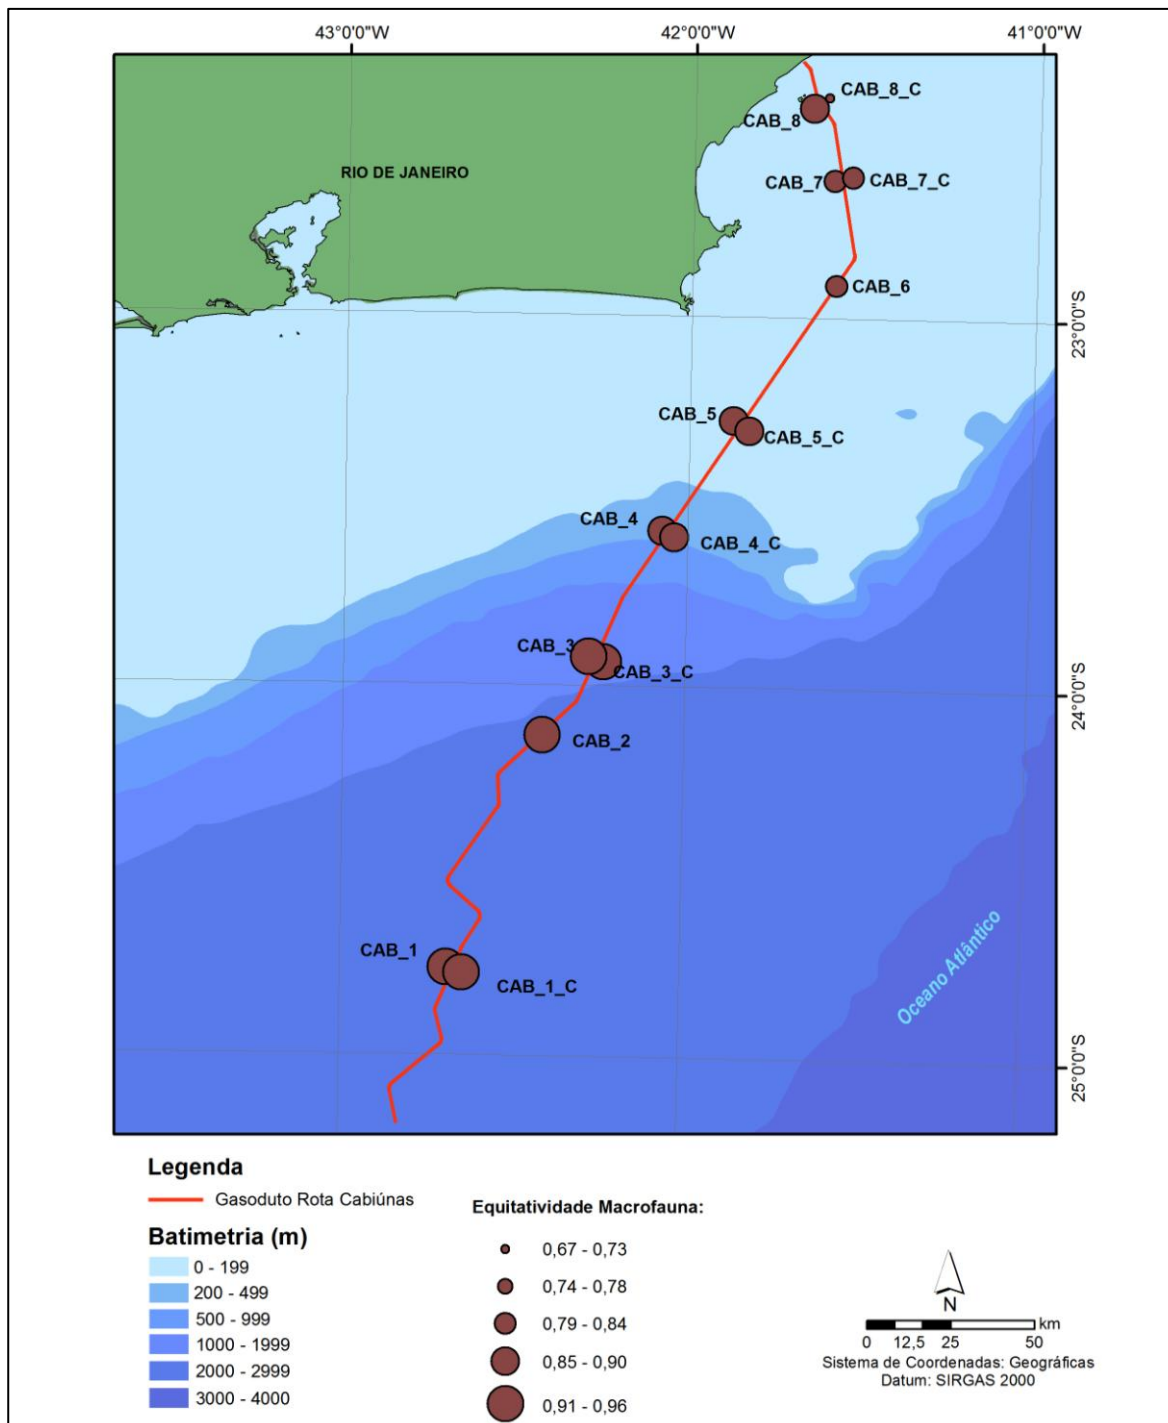 43°0'0"W
42°0'0"W
41°0'0"W
CAB_8_C
CAB_8
RIO DE JANEIRO
CAB_7
CAB_7_C
CAB_6
23°0'0"S
CAB_5
CAB_5_C
CAB_4
CAB_4_C
CAB_3
CAB_3_C
24°0'0"S
CAB_2
CAB_1
CAB_1_C
Oceano Atlântico
25°0'0"S
Legenda
Gasoduto Rota Cabiúnas
Batimetria (m)
0 - 199
200 - 499
500 - 999
1000 - 1999
2000 - 2999
3000 - 4000
Equitatividade Macrofauna:
0,67 - 0,73
0,74 - 0,78
0,79 - 0,84
0,85 - 0,90
0,91 - 0,96
N
km
0 12,5 25 50
Sistema de Coordenadas: Geográficas
Datum: SIRGAS 2000